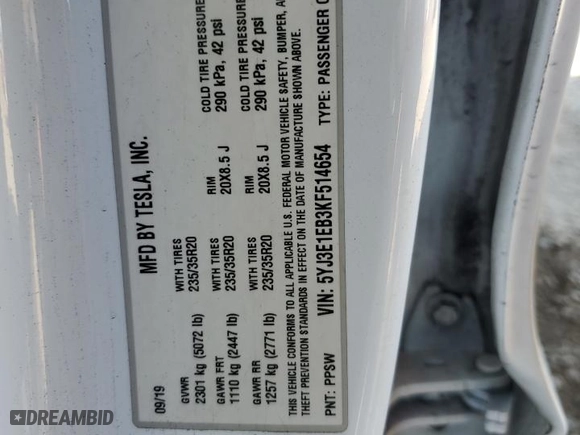 MFD BY TESLA, INC.
09/19
GVWR
2301 kg (5072 lb)
GAWR FRT
1110 kg (2447 lb)
WITH TIRES
235/35R20
RIM
20X8.5 J
COLD TIRE PRESSURE
290 kPa, 42 psi
GAWR RR
1257 kg (2771 lb)
WITH TIRES
235/35R20
RIM
20X8.5 J
COLD TIRE PRESSURE
290 kPa, 42 psi
WITH TIRES
235/35R20
THIS VEHICLE CONFORMS TO ALL APPLICABLE U.S. FEDERAL MOTOR VEHICLE SAFETY, BUMPER,
THEFT PREVENTION STANDARDS IN EFFECT ON THE DATE OF MANUFACTURE SHOWN ABOVE.
PNT: PPSW VIN: 5YJ3E1EB3KF514654 TYPE: PASSENGER
DREAMBID